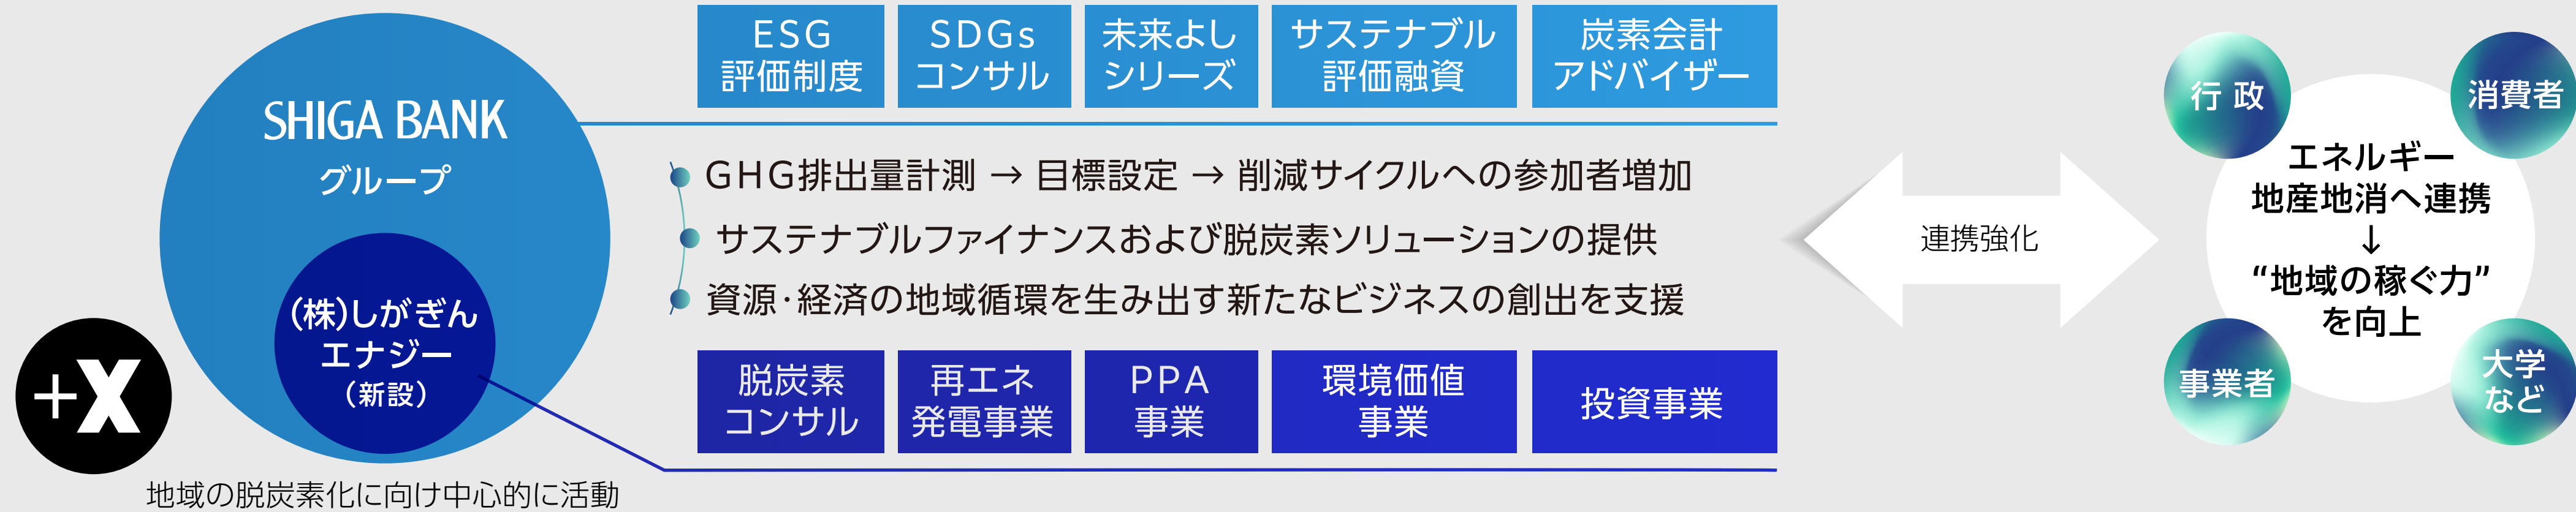 SHIGA BANK
グループ
(株)しがぎん
エナジー
(新設)
+X
地域の脱炭素化に向け中心的に活動
ESG
評価制度
SDGs
コンサル
未来よし
シリーズ
サステナブル
評価融資
炭素会計
アドバイザー
GHG排出量計測 → 目標設定 → 削減サイクルへの参加者増加
サステナブルファイナンスおよび脱炭素ソリューションの提供
資源・経済の地域循環を生み出す新たなビジネスの創出を支援
脱炭素
コンサル
再エネ
発電事業
PPA
事業
環境価値
事業
投資事業
連携強化
行政
消費者
エネルギー
地産地消へ連携
↓
“地域の稼ぐ力”
を向上
事業者
大学
など